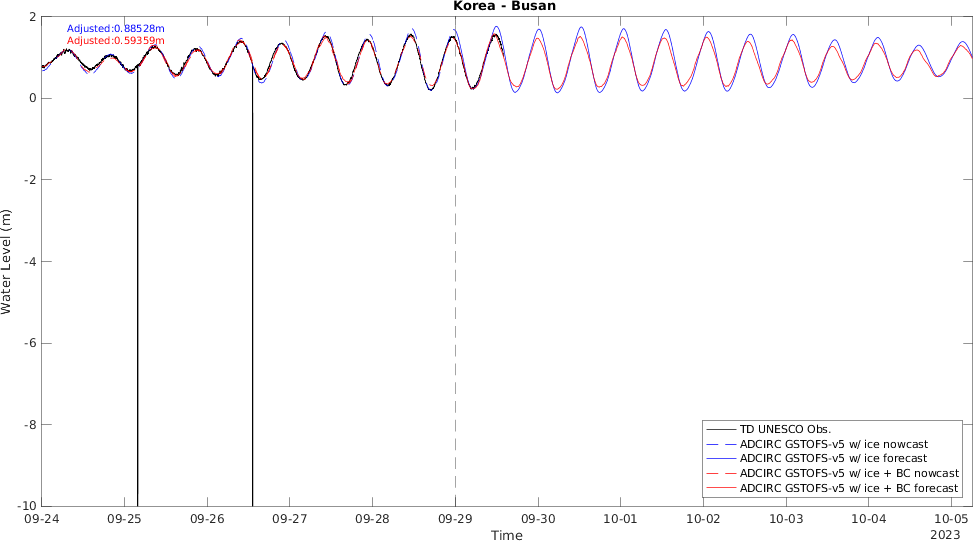 Korea - Busan
Adjusted:0.88528m
Adjusted:0.59359m
2
0
-2
-4
-6
-8
-10
Water Level (m)
TD UNESCO Obs.
ADCIRC GSTOFS-v5 w/ ice nowcast
ADCIRC GSTOFS-v5 w/ ice forecast
ADCIRC GSTOFS-v5 w/ ice + BC nowcast
ADCIRC GSTOFS-v5 w/ ice + BC forecast
09-24 09-25 09-26 09-27 09-28 09-29 09-30 10-01 10-02 10-03 10-04 10-05
Time
2023